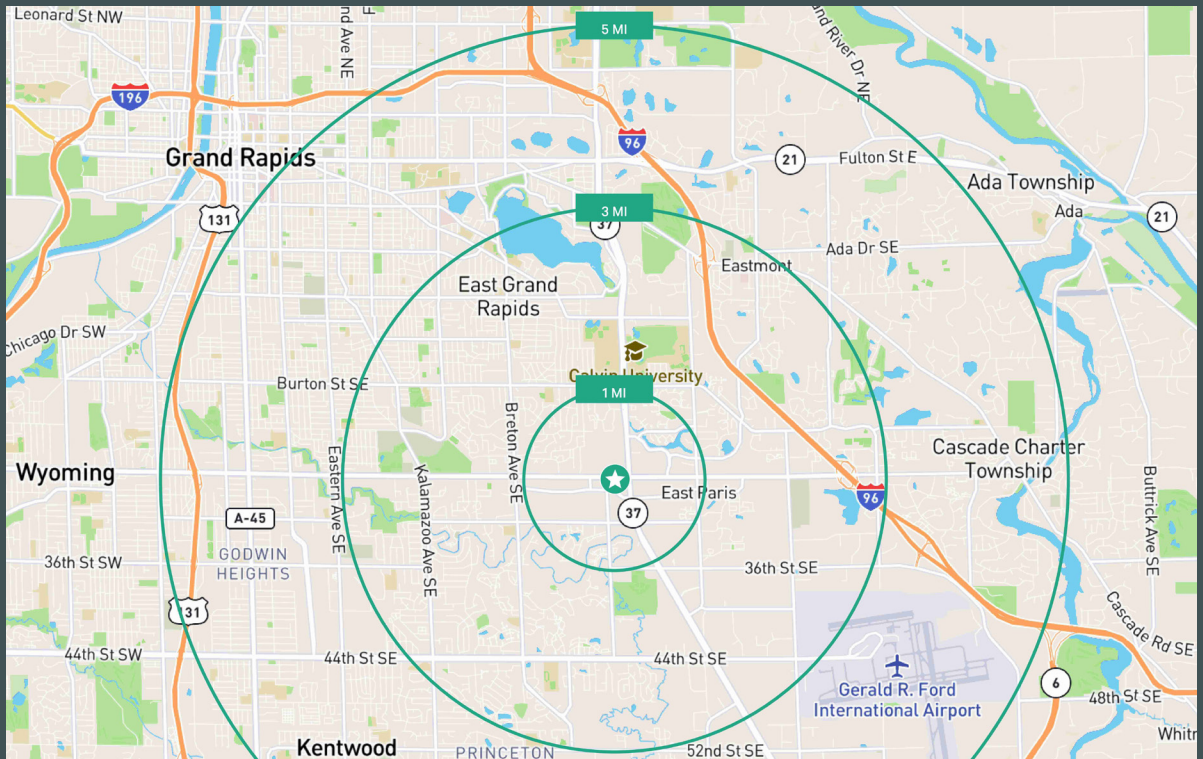 Leonard St NW
nd Ave NE
F
5 MI
and River Dr NE
196
96
Grand Rapids
21
Fulton St E
Ada Township
Ada
21
131
3 MI
37
Ada Dr SE
Eastmont
East Grand
Rapids
Chicago Dr SW
Calvin University
Burton St SE
1 MI
Breton Ave SE
Eastern Ave SE
Kalamazoo Ave SE
Wyoming
Cascade Charter
Township
Buttrick Ave SE
East Paris
96
37
A-45
GODWIN
HEIGHTS
36th St SW
36th St SE
131
Cascade Rd SE
44th St SW
44th St SE
44th St SE
Gerald R. Ford
International Airport
6
48th St SE
Whitr
Kentwood
PRINCETON
52nd St SE